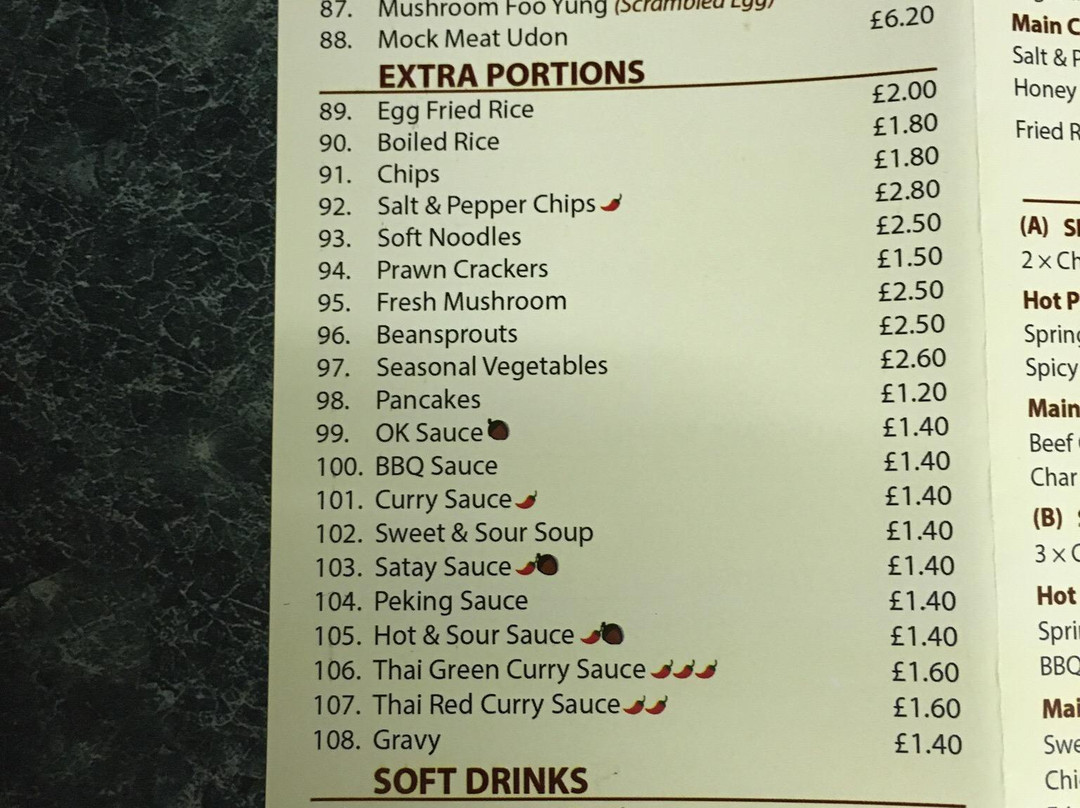 87. Mushroom Foo Yung (Scrambled Egg)
88. Mock Meat Udon £6.20
EXTRA PORTIONS
89. Egg Fried Rice £2.00
90. Boiled Rice £1.80
91. Chips £1.80
92. Salt & Pepper Chips £2.80
93. Soft Noodles £2.50
94. Prawn Crackers £1.50
95. Fresh Mushroom £2.50
96. Beansprouts £2.50
97. Seasonal Vegetables £2.60
98. Pancakes £1.20
99. OK Sauce £1.40
100. BBQ Sauce £1.40
101. Curry Sauce £1.40
102. Sweet & Sour Soup £1.40
103. Satay Sauce £1.40
104. Peking Sauce £1.40
105. Hot & Sour Sauce £1.40
106. Thai Green Curry Sauce £1.60
107. Thai Red Curry Sauce £1.60
108. Gravy £1.40
SOFT DRINKS
Main
Salt &
Honey
Fried
(A)
2 x
Hot
Spicy
Main
Beef
Char
(B)
3 x
Hot
BBQ